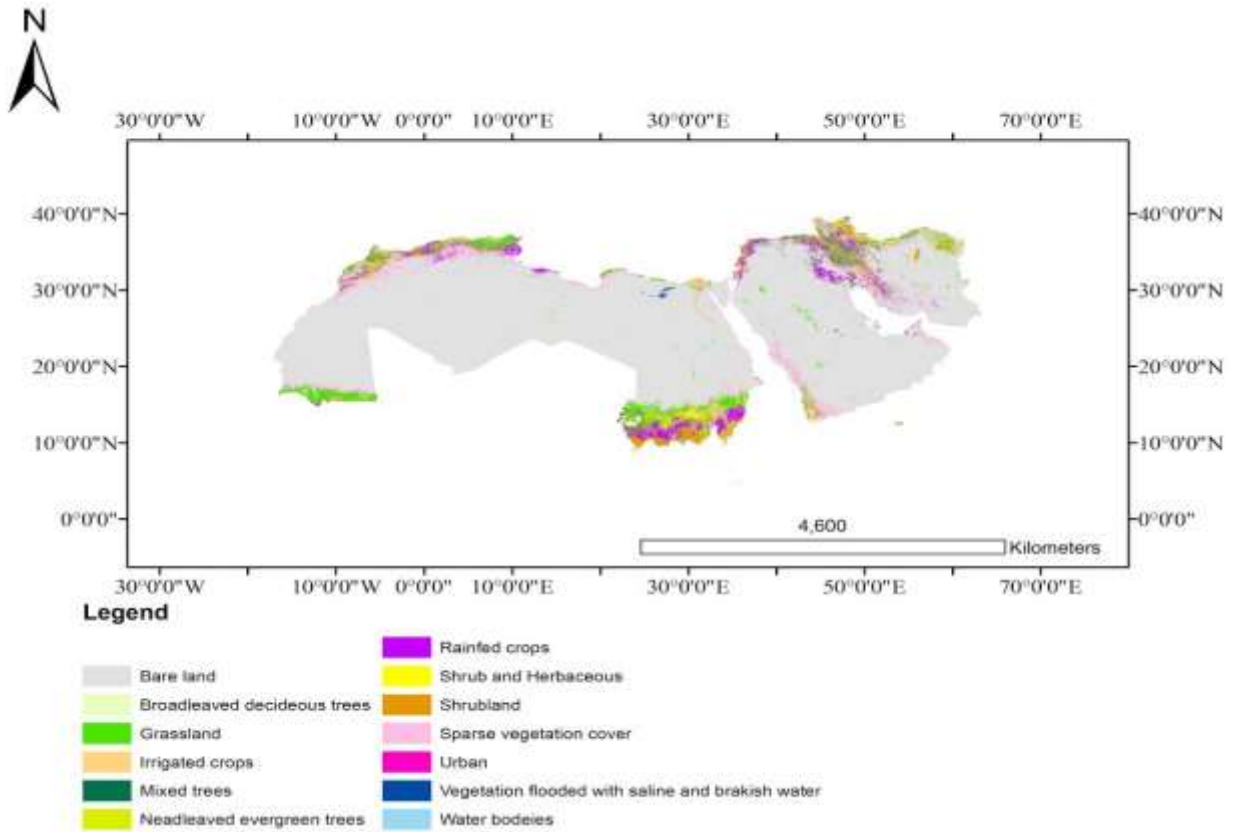 N
30°0'0"W 10°0'0"W 0°0'0" 10°0'0"E 30°0'0"E 50°0'0"E 70°0'0"E
40°0'0"N 40°0'0"N
30°0'0"N 30°0'0"N
20°0'0"N 20°0'0"N
10°0'0"N 10°0'0"N
0°0'0" 0°0'0"
4,600
Kilometers
30°0'0"W 10°0'0"W 0°0'0" 10°0'0"E 30°0'0"E 50°0'0"E 70°0'0"E
Legend
Bare land
Broadleaved decideous trees
Grassland
Irrigated crops
Mixed trees
Neadleaved evergreen trees
Rainfed crops
Shrub and Herbaceous
Shrubland
Sparse vegetation cover
Urban
Vegetation flooded with saline and brakish water
Water bodeies